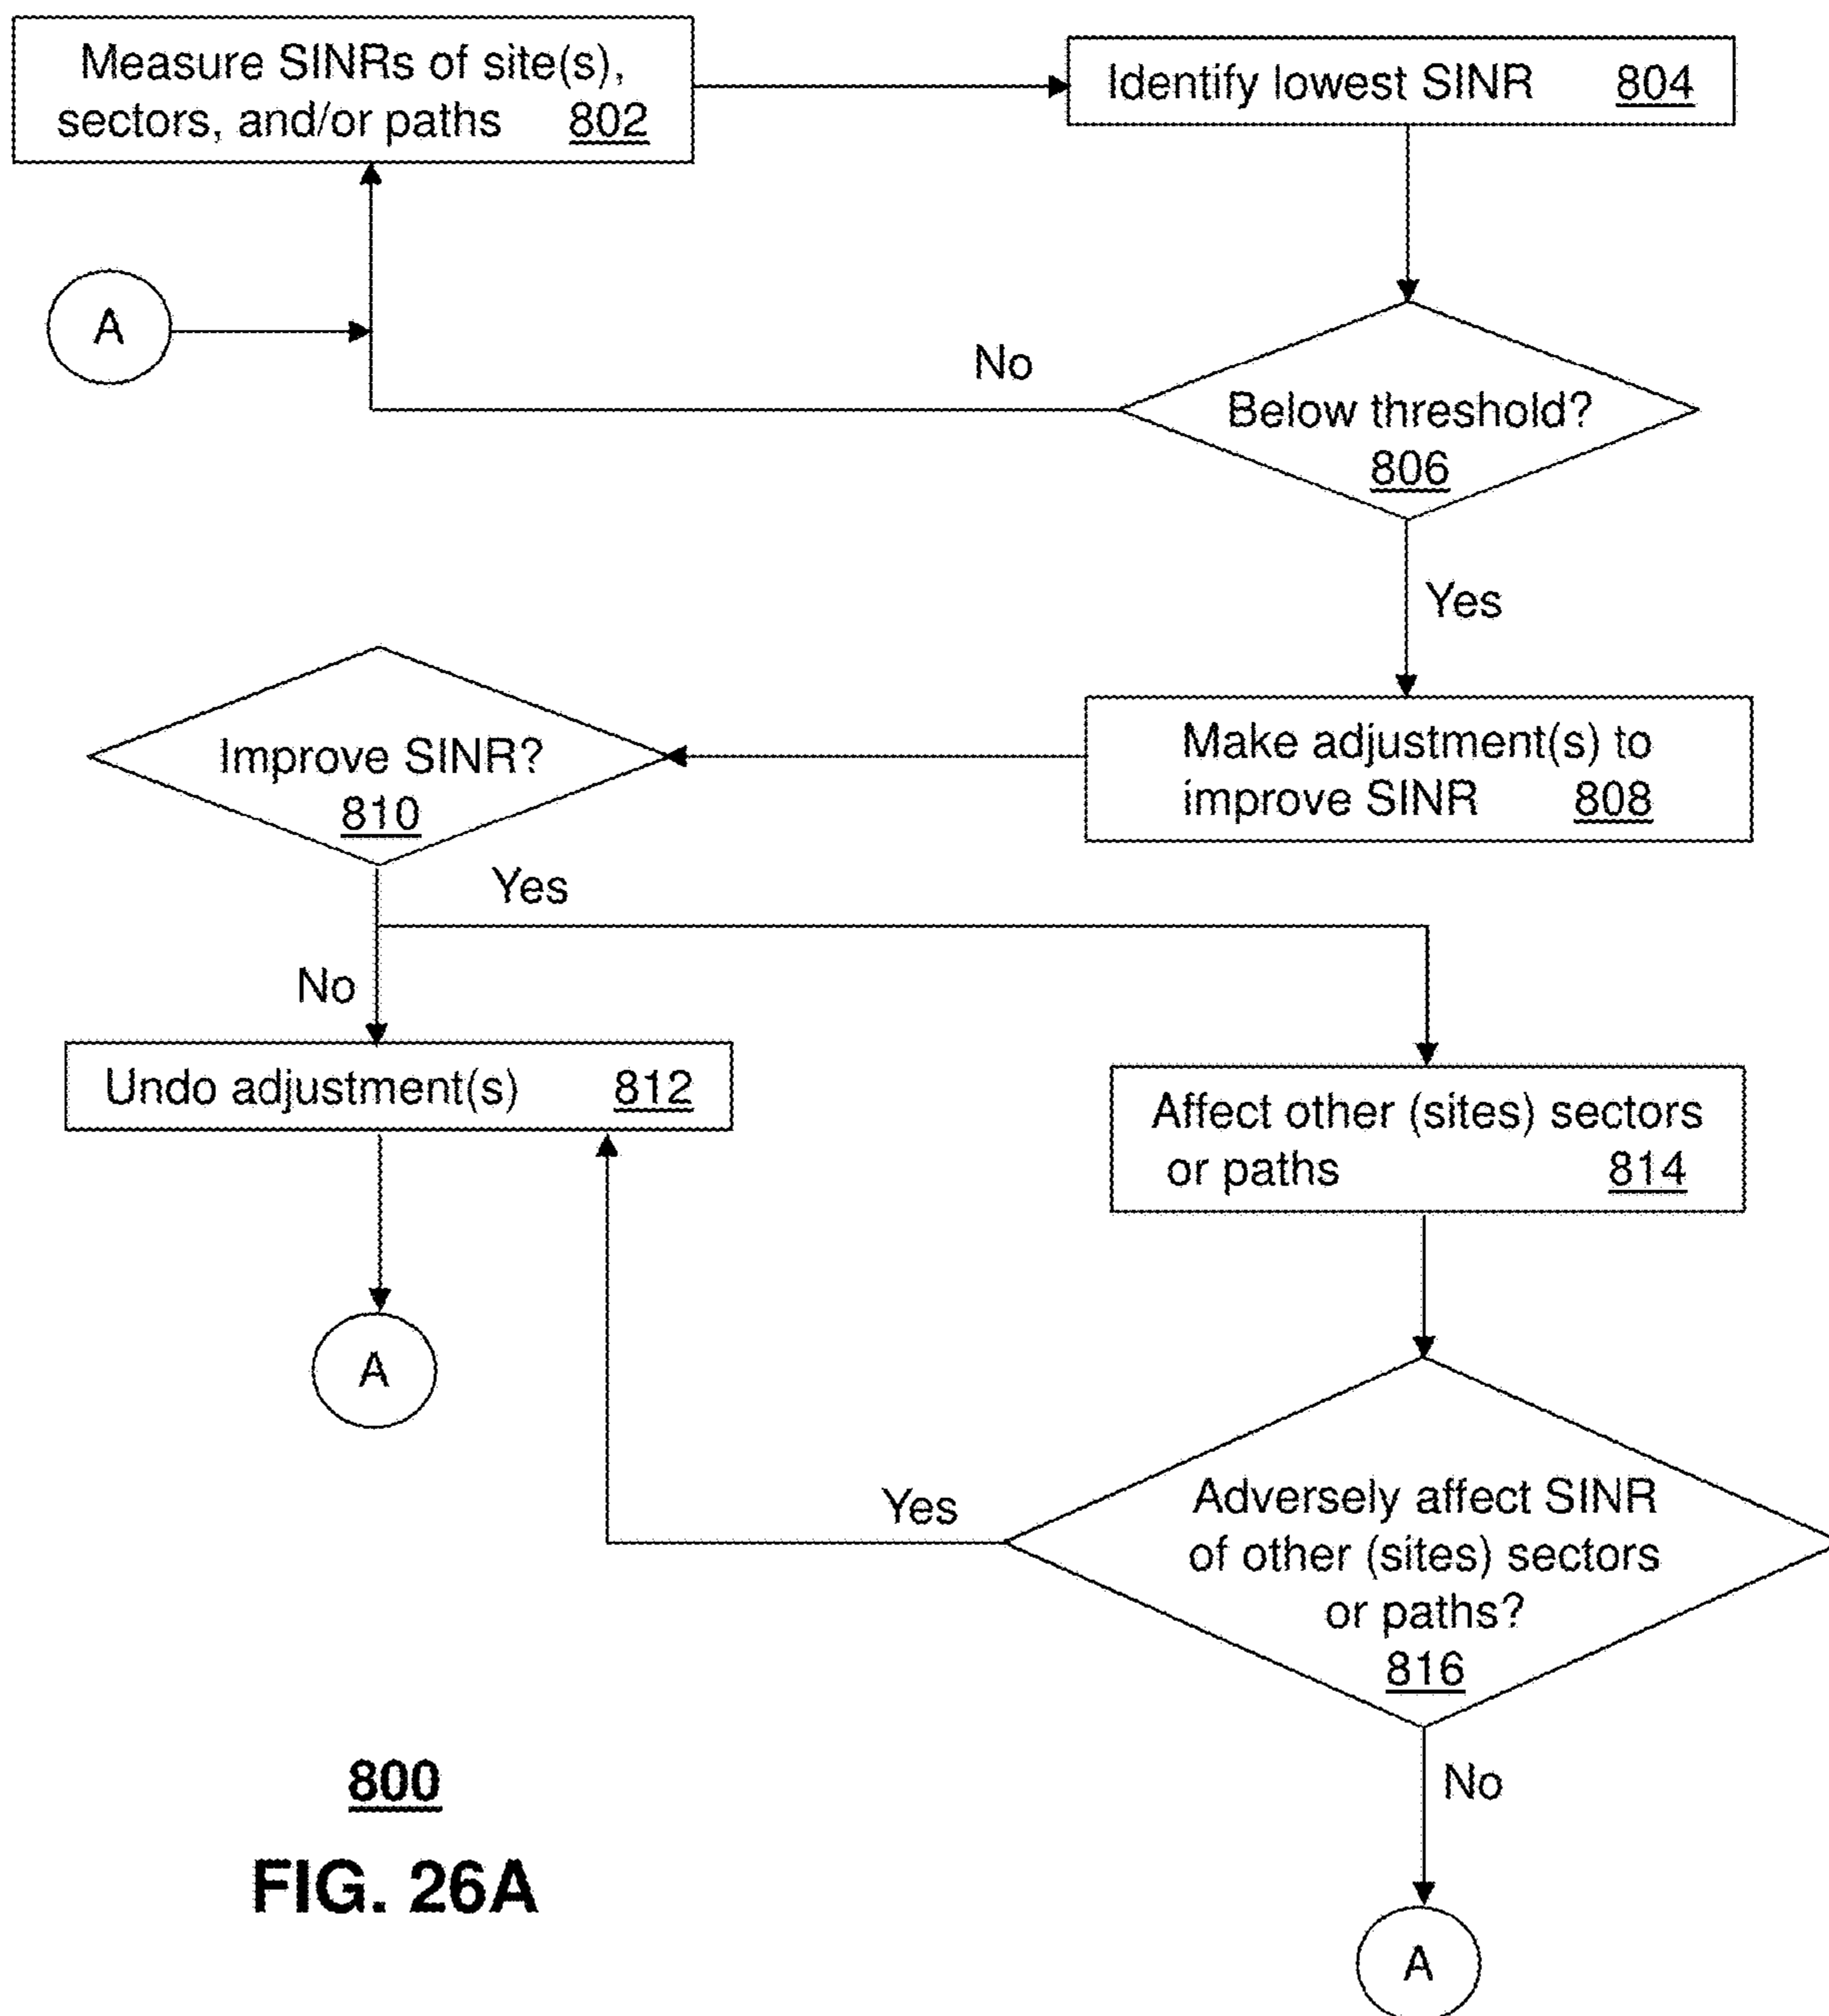 Measure SINRs of site(s),
sectors, and/or paths 802
Identify lowest SINR 804
A
No
Below threshold?
806
Yes
Improve SINR?
810
Make adjustment(s) to
improve SINR 808
Yes
No
Undo adjustment(s) 812
Affect other (sites) sectors
or paths 814
A
Yes
Adversely affect SINR
of other (sites) sectors
or paths?
816
No
800
FIG. 26A
A